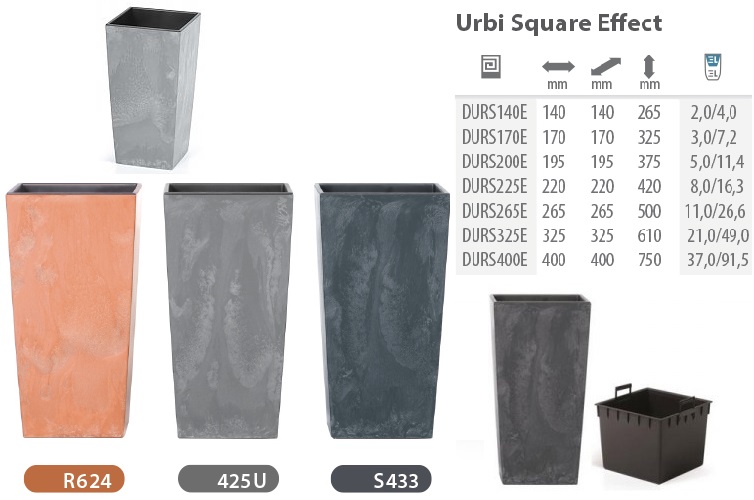 Urbi Square Effect
mm mm mm
DURS140E 140 140 265 2,0/4,0
DURS170E 170 170 325 3,0/7,2
DURS200E 195 195 375 5,0/11,4
DURS225E 220 220 420 8,0/16,3
DURS265E 265 265 500 11,0/26,6
DURS325E 325 325 610 21,0/49,0
DURS400E 400 400 750 37,0/91,5
R624 425U S433